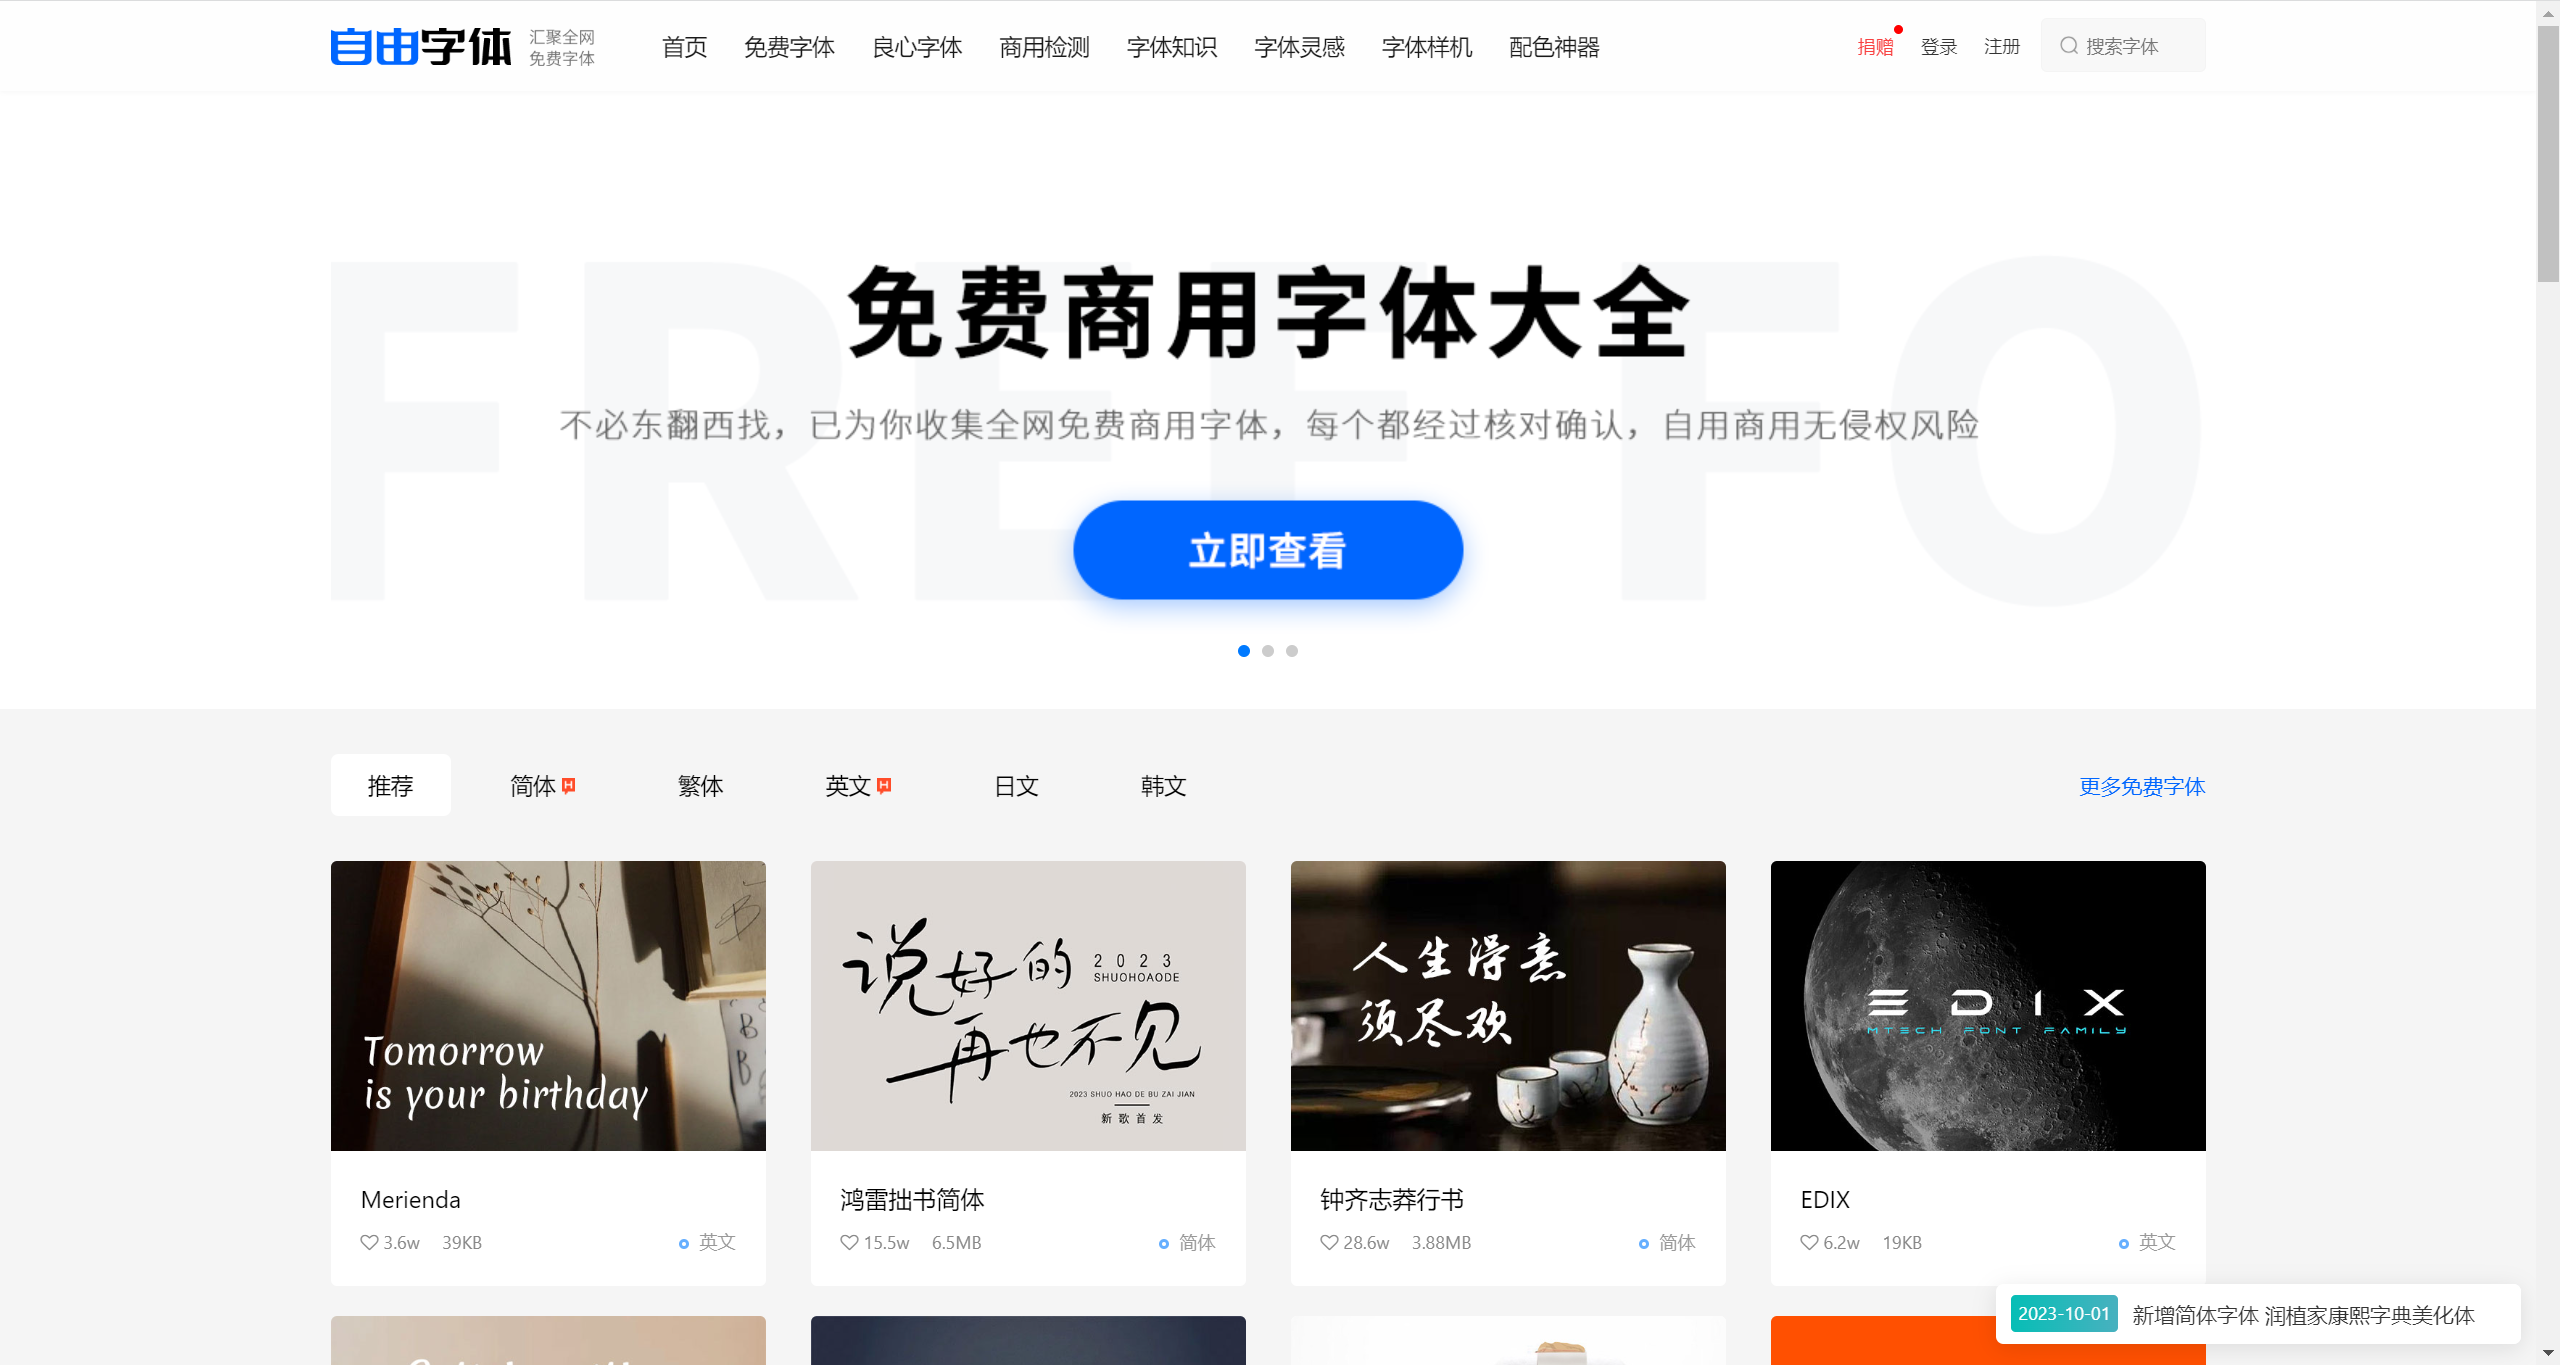 自由字体
汇聚全网
免费字体
首页 免费字体 良心字体 商用检测 字体知识 字体灵感 字体样机 配色神器
捐赠 登录 注册 搜索字体
FREE FO
免费商用字体大全
不必东翻西找，已为你收集全网免费商用字体，每个都经过核对确认，自用商用无侵权风险
立即查看
推荐 简体 H 繁体 英文 H 日文 韩文 更多免费字体
Tomorrow
is your birthday
Merienda
3.6w 39KB 英文
说好的
2023
SHUOHOAODE
再也不见
2023 SHUO HAO DE BU ZAI JIAN
新歌首发
鸿雷拙书简体
15.5w 6.5MB 简体
人生得意
须尽欢
钟齐志莽行书
28.6w 3.88MB 简体
EDIX
MTECH FONT FAMILY
EDIX
6.2w 19KB 英文
2023-10-01 新增简体字体 润植家康熙字典美化体